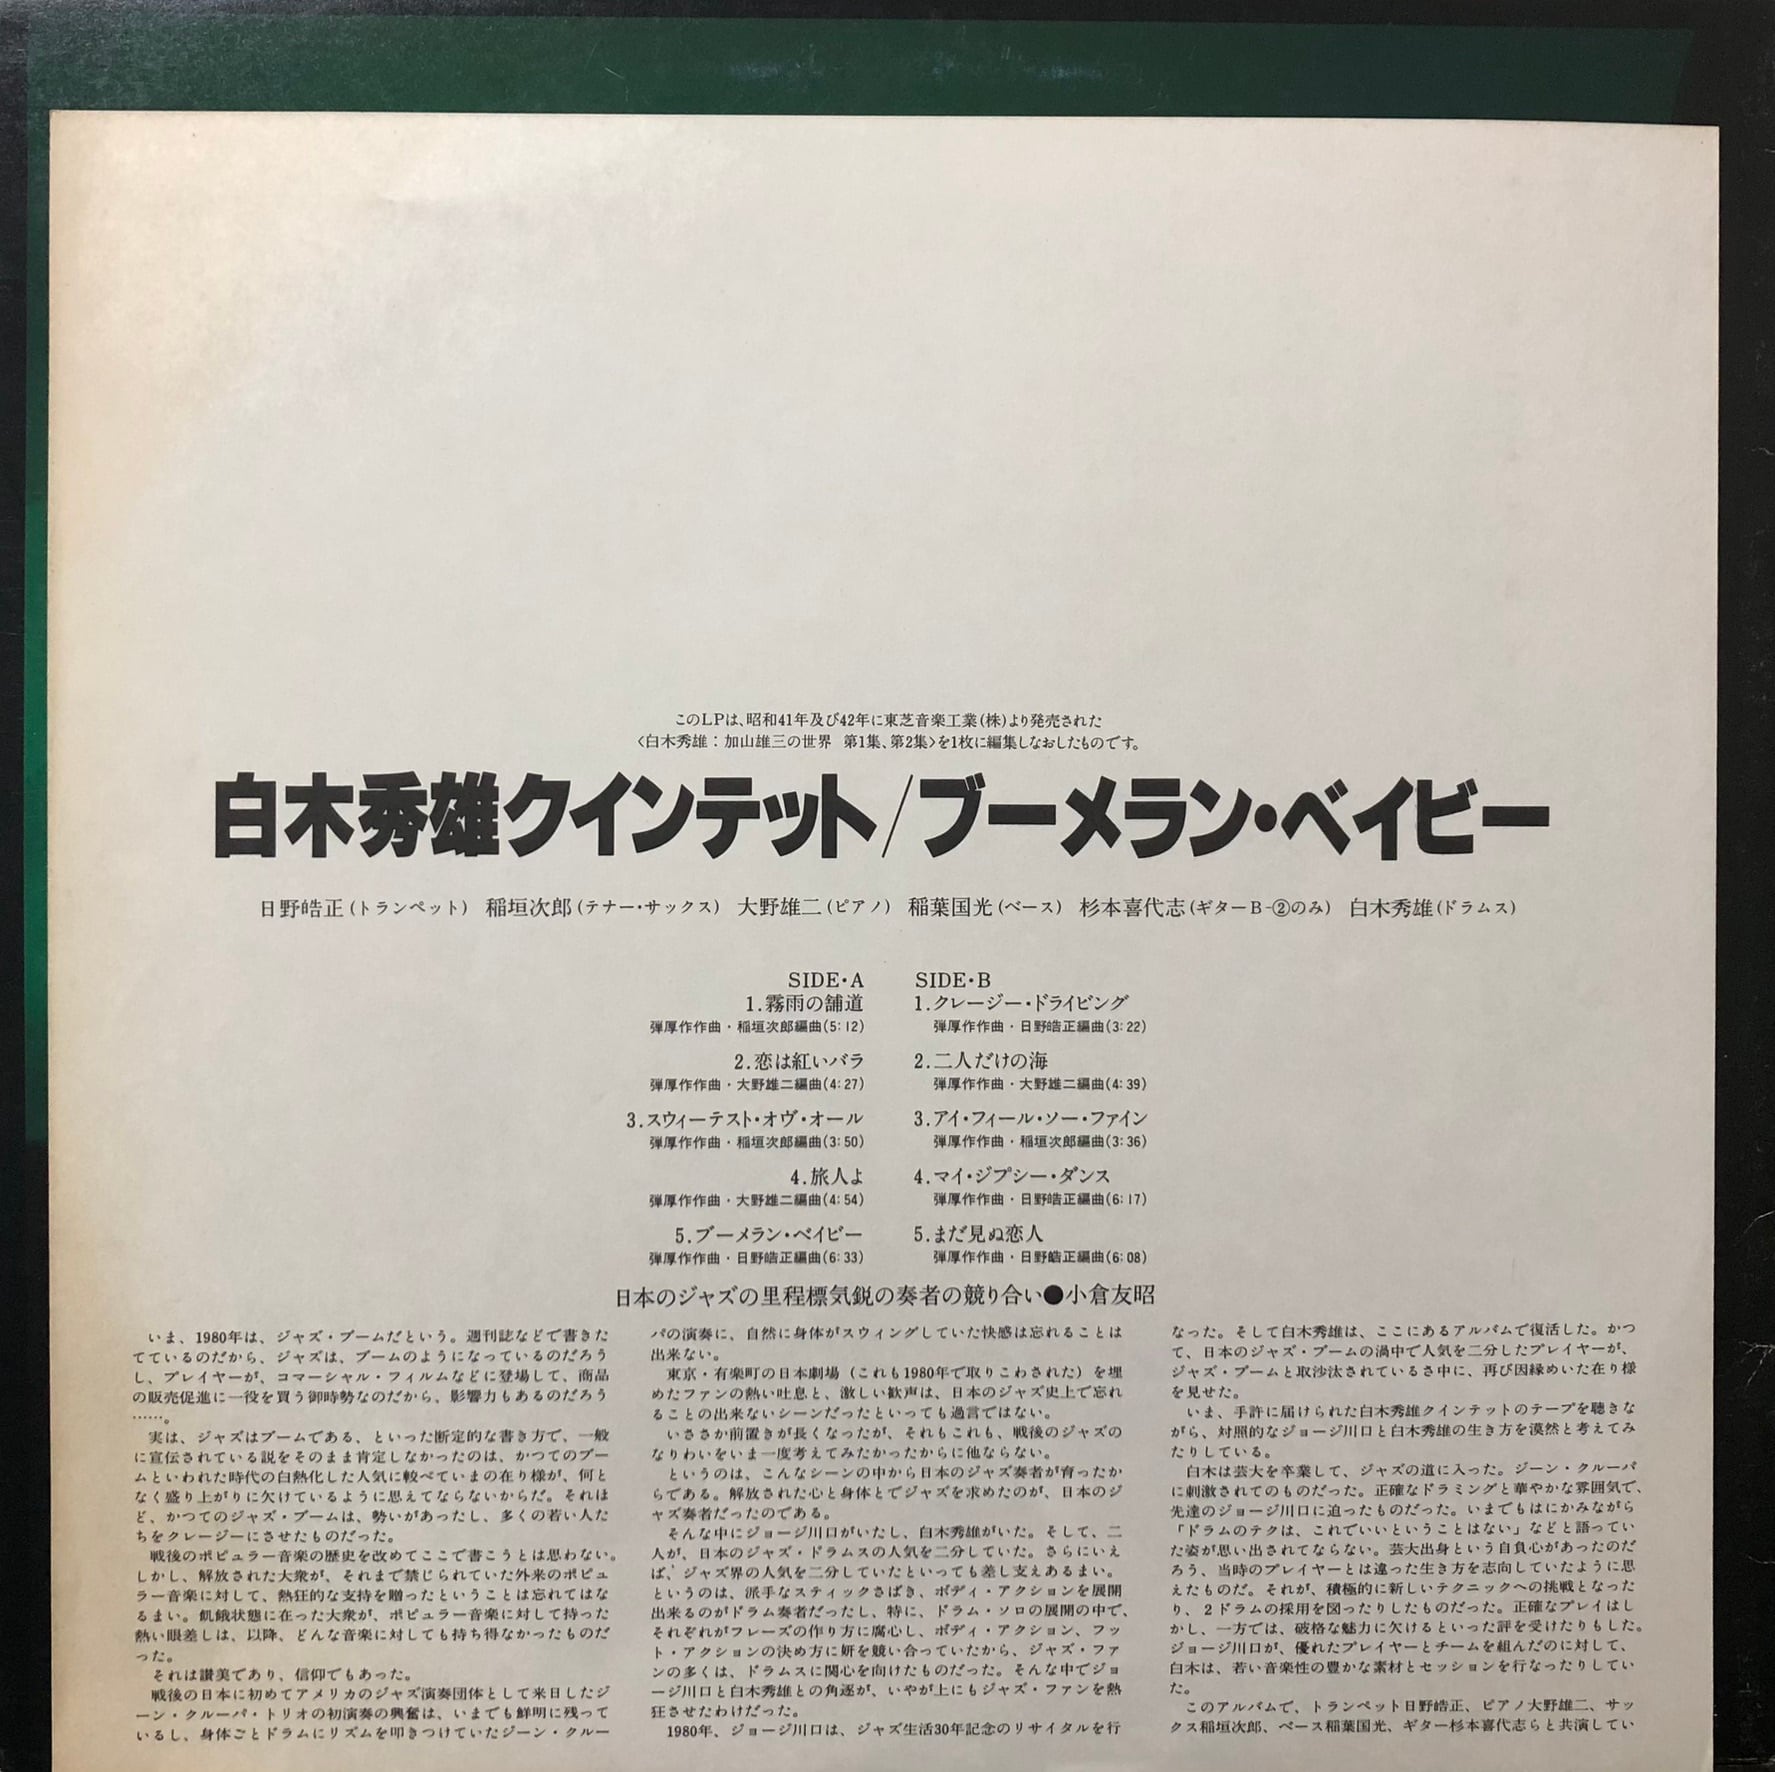 このLPは、昭和41年及び42年に東芝音楽工業(株)より発売された
〈白木秀雄：加山雄三の世界 第1集、第2集〉を1枚に編集しなおしたものです。
白木秀雄クインテット/ブーメラン・ベイビー
日野皓正(トランペット) 稲垣次郎(テナー・サックス) 大野雄二(ピアノ) 稲葉国光(ベース) 杉本喜代志(ギターB-②のみ) 白木秀雄(ドラムス)
SIDE・A
1.霧雨の舗道
弾厚作作曲・稲垣次郎編曲(5:12)
2.恋は紅いバラ
弾厚作作曲・大野雄二編曲(4:27)
3.スウィーテスト・オヴ・オール
弾厚作作曲・稲垣次郎編曲(3:50)
4.旅人よ
弾厚作作曲・大野雄二編曲(4:54)
5.ブーメラン・ベイビー
弾厚作作曲・日野皓正編曲(6:33)
SIDE・B
1.クレージー・ドライビング
弾厚作作曲・日野皓正編曲(3:22)
2.二人だけの海
弾厚作作曲・大野雄二編曲(4:39)
3.アイ・フィール・ソー・ファイン
弾厚作作曲・稲垣次郎編曲(3:36)
4.マイ・ジプシー・ダンス
弾厚作作曲・日野皓正編曲(6:17)
5.まだ見ぬ恋人
弾厚作作曲・日野皓正編曲(6:08)
日本のジャズの里程標気鋭の奏者の競り合い●小倉友昭
いま、1980年は、ジャズ・ブームだという。週刊誌などで書きた
てているのだから、ジャズは、ブームのようになっているのだろう
し、プレイヤーが、コマーシャル・フィルムなどに登場して、商品
の販売促進に一役を買う御時勢なのだから、影響力もあるのだろう
……。
実は、ジャズはブームである、といった断定的な書き方で、一般
に宣伝されている説をそのまま肯定しなかったのは、かつてのブー
ムといわれた時代の白熱化した人気に較べていまの在り様が、何と
なく盛り上がりに欠けているように思えてならないからだ。それは
ど、かつてのジャズ・ブームは、勢いがあったし、多くの若い人た
ちをクレージーにさせたものだった。
戦後のポピュラー音楽の歴史を改めてここで書こうとは思わない。
しかし、解放された大衆が、それまで禁じられていた外来のポピュ
ラー音楽に対して、熱狂的な支持を贈ったということは忘れてはな
るまい。飢餓状態に在った大衆が、ポピュラー音楽に対して持った
熱い眼差しは、以降、どんな音楽に対しても持ち得なかったものだ
った。
それは讃美であり、信仰でもあった。
戦後の日本に初めてアメリカのジャズ演奏団体として来日したジ
ーン・クルーパ・トリオの初演奏の興奮は、いまでも鮮明に残って
いるし、身体ごとドラムにリズムを叩きつけていたジーン・クルー
パの演奏に、自然に身体がスウィングしていた快感は忘れることは
出来ない。
東京・有楽町の日本劇場（これも1980年で取りこわされた）を埋
めたファンの熱い吐息と、激しい歓声は、日本のジャズ史上で忘れ
ることの出来ないシーンだったといっても過言ではない。
いささか前置きが長くなったが、それもこれも、戦後のジャズの
なりわいをいま一度考えてみたかったからに他ならない。
というのは、こんなシーンの中から日本のジャズ奏者が育ったか
らである。解放された心と身体とでジャズを求めたのが、日本のジ
ャズ奏者だったのである。
そんな中にジョージ川口がいたし、白木秀雄がいた。そして、二
人が、日本のジャズ・ドラムスの人気を二分していた。さらにいえ
ば、ジャズ界の人気を二分していたといっても差し支えあるまい。
というのは、派手なスティックさばき、ボディ・アクションを展開
出来るのがドラム奏者だったし、特に、ドラム・ソロの展開の中で、
それぞれがフレーズの作り方に腐心し、ボディ・アクション、フッ
ト・アクションの決め方に妍を競い合っていたから、ジャズ・ファ
ンの多くは、ドラムスに関心を向けたものだった。そんな中でジョ
ージ川口と白木秀雄との角逐が、いやが上にもジャズ・ファンを熱
狂させたわけだった。
1980年、ジョージ川口は、ジャズ生活30年記念のリサイタルを行
なった。そして白木秀雄は、ここにあるアルバムで復活した。かつ
て、日本のジャズ・ブームの渦中で人気を二分したプレイヤーが、
ジャズ・ブームと取沙汰されているさ中に、再び因縁めいた在り様
を見せた。
いま、手許に届けられた白木秀雄クインテットのテープを聴きな
がら、対照的なジョージ川口と白木秀雄の生き方を漠然と考えてみ
たりしている。
白木は芸大を卒業して、ジャズの道に入った。ジーン・クルーパ
に刺激されてのものだった。正確なドラミングと華やかな雰囲気で、
先達のジョージ川口に迫ったものだった。いまでもはにかみながら
「ドラムのテクは、これでいいということはない」などと語ってい
た姿が思い出されてならない。芸大出身という自負心があったのだ
ろう、当時のプレイヤーとは違った生き方を志向していたように思
えたものだ。それが、積極的に新しいテクニックへの挑戦となった
り、２ドラムの採用を図ったりしたものだった。正確なプレイはし
かし、一方では、破格な魅力に欠けるといった評を受けたりもした。
ジョージ川口が、優れたプレイヤーとチームを組んだのに対して、
白木は、若い音楽性の豊かな素材とセッションを行なったりしてい
た。
このアルバムで、トランペット日野皓正、ピアノ大野雄二、サッ
クス稲垣次郎、ベース稲葉国光、ギター杉本喜代志らと共演してい